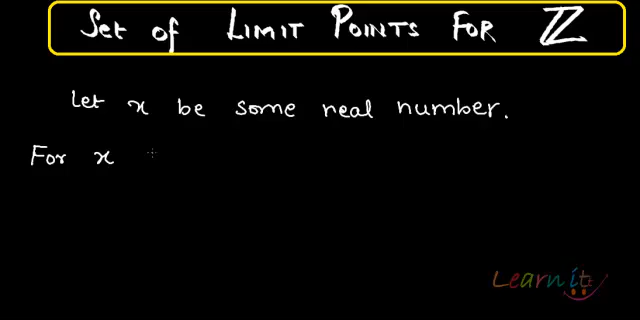 Set of Limit Points For ℤ
Let x be some real number.
For x
Learnit